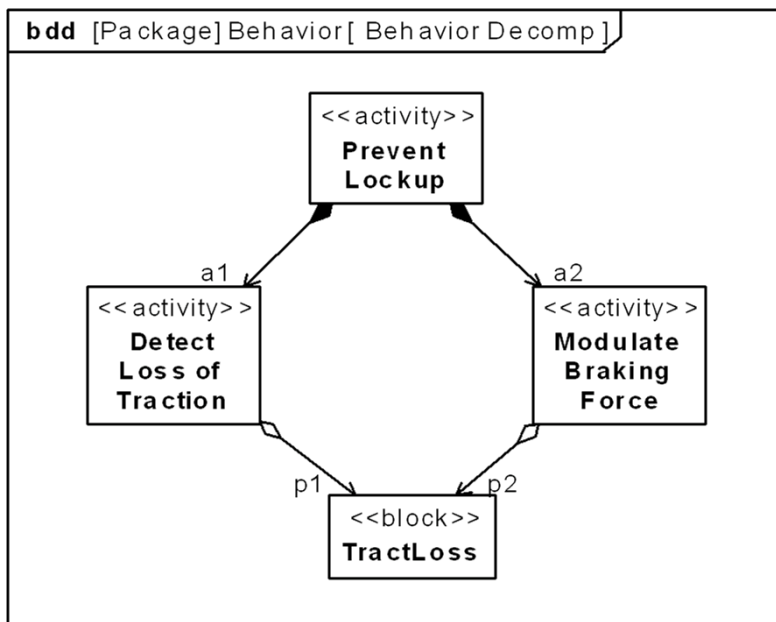 bdd [Package] Behavior [ Behavior Decomp ]
<<activity>>
Prevent
Lockup
a1
a2
<<activity>>
Detect
Loss of
Traction
<<activity>>
Modulate
Braking
Force
p1
p2
<<block>>
TractLoss